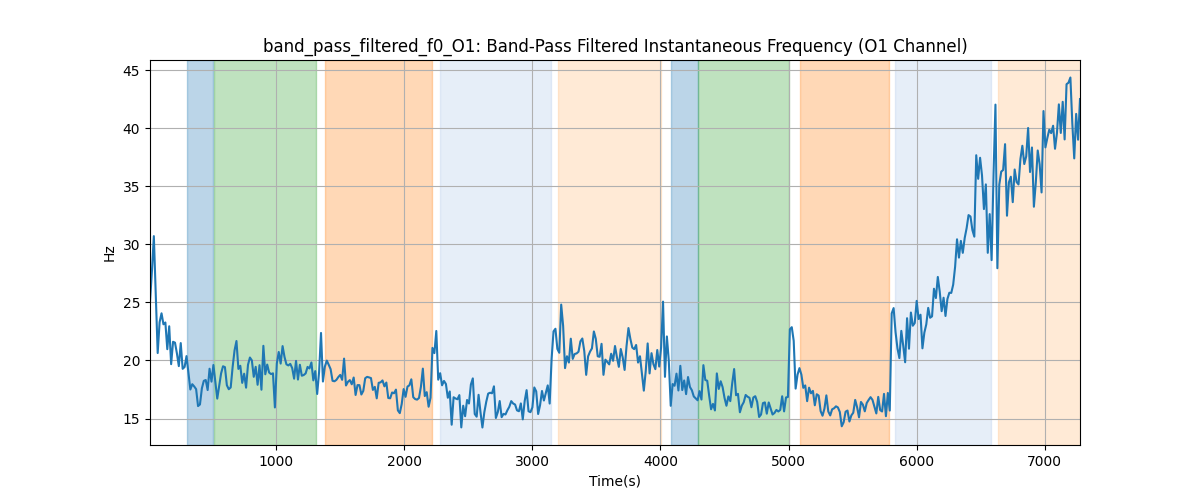 band_pass_filtered_f0_O1: Band-Pass Filtered Instantaneous Frequency (O1 Channel)
45
40
35
30
25
20
15
Hz
1000 2000 3000 4000 5000 6000 7000
Time(s)